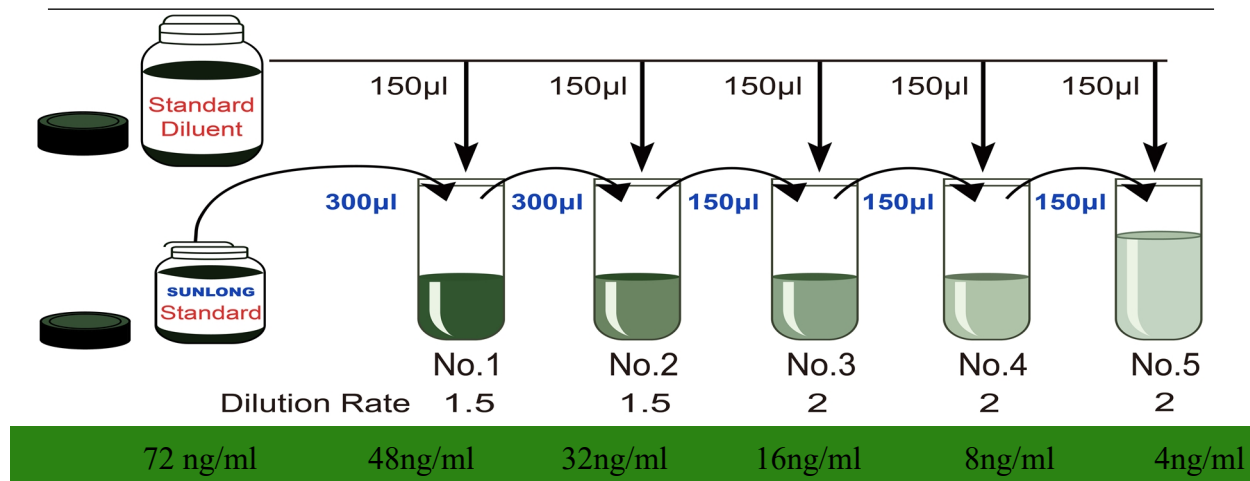 150µl 150µl 150µl 150µl 150µl
Standard
Diluent
300µl 300µl 150µl 150µl 150µl
SUNLONG
Standard
No.1 No.2 No.3 No.4 No.5
Dilution Rate 1.5 1.5 2 2 2
72 ng/ml 48ng/ml 32ng/ml 16ng/ml 8ng/ml 4ng/ml